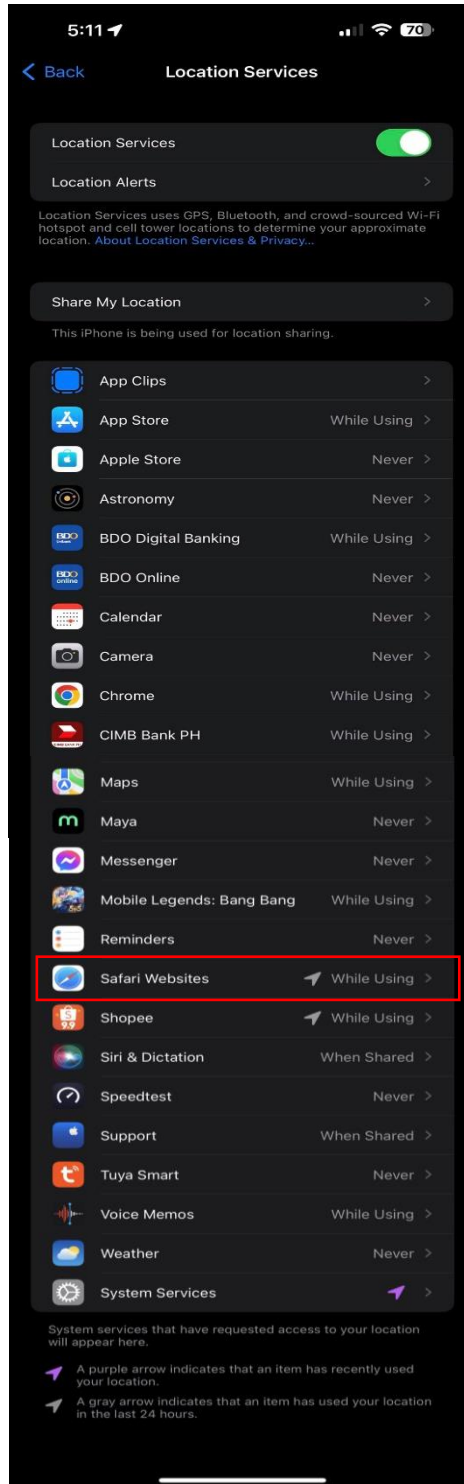 5:11
70
Back
Location Services
Location Services
Location Alerts
Location Services uses GPS, Bluetooth, and crowd-sourced Wi-Fi
hotspot and cell tower locations to determine your approximate
location. About Location Services & Privacy...
Share My Location
This iPhone is being used for location sharing.
App Clips
App Store While Using
Apple Store Never
Astronomy Never
BDO BDO Digital Banking While Using
BDO
online
BDO Online Never
Calendar Never
Camera Never
Chrome While Using
CIMB Bank PH While Using
Maps While Using
m Maya Never
Messenger Never
Mobile Legends: Bang Bang While Using
Reminders Never
Safari Websites While Using
S
9.9
Shopee While Using
Siri & Dictation When Shared
Speedtest Never
Support When Shared
t Tuya Smart Never
Voice Memos While Using
Weather Never
System Services
System services that have requested access to your location
will appear here.
A purple arrow indicates that an item has recently used
your location.
A gray arrow indicates that an item has used your location
in the last 24 hours.